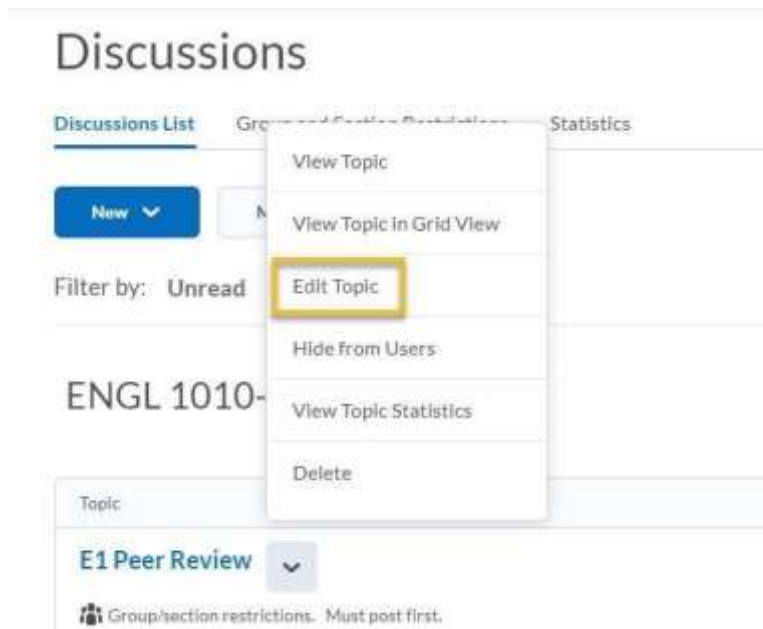 Discussions
Discussions List Statistics
View Topic
New
View Topic in Grid View
Filter by: Unread
Edit Topic
Hide from Users
ENGL 1010-
View Topic Statistics
Delete
Topic
E1 Peer Review
Group/section restrictions. Must post first.